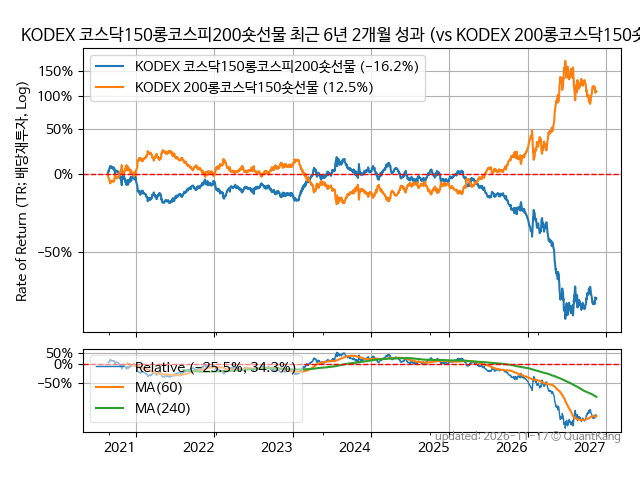 KODEX 코스닥150롱코스피200숏선물 최근 6년 2개월 성과 (vs KODEX 200롱코스닥150숏
KODEX 코스닥150롱코스피200숏선물 (−16.2%)
KODEX 200롱코스닥150숏선물 (12.5%)
150%
100%
50%
0%
−50%
Rate of Return (TR: 배당재투자, Log)
50%
0%
−50%
Relative (−25.5%, 34.3%)
MA(60)
MA(240)
2021 2022 2023 2024 2025 2026 2027
updated: 2026−11−17 © QuantKang